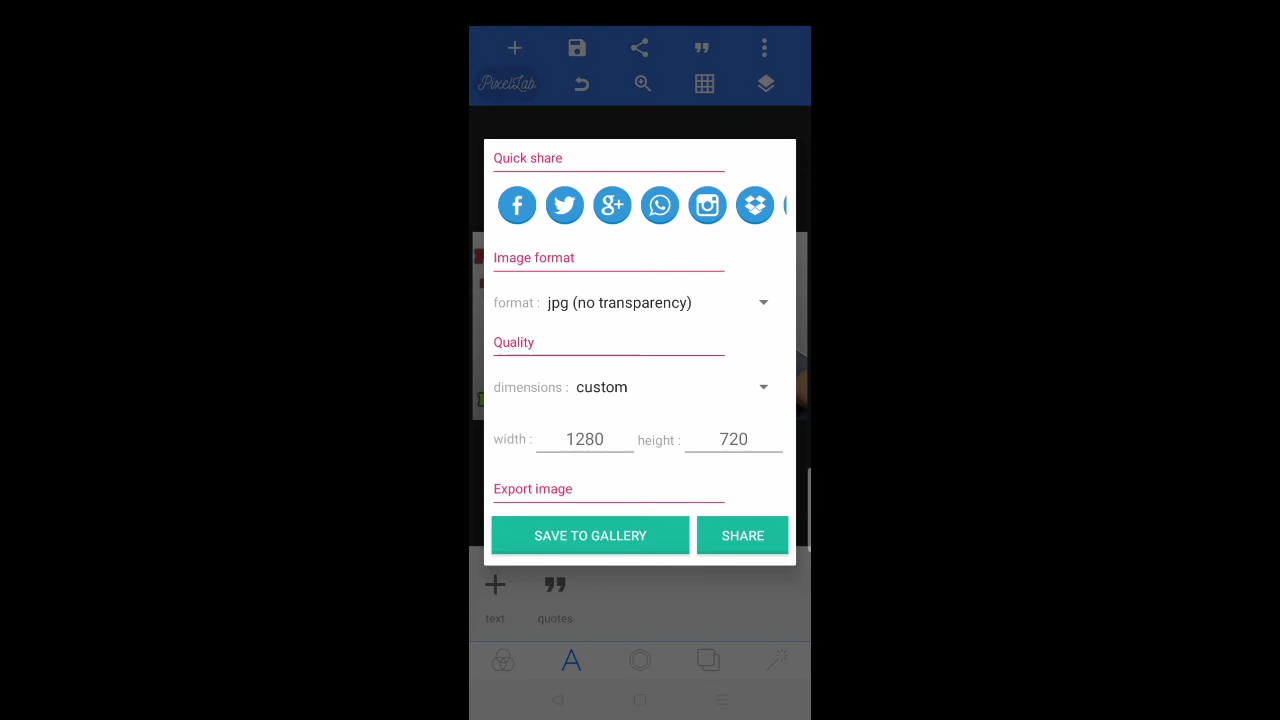 PixelLab
Quick share
Image format
format : jpg (no transparency)
Quality
dimensions : custom
width : 1280 height : 720
Export image
SAVE TO GALLERY SHARE
text quotes